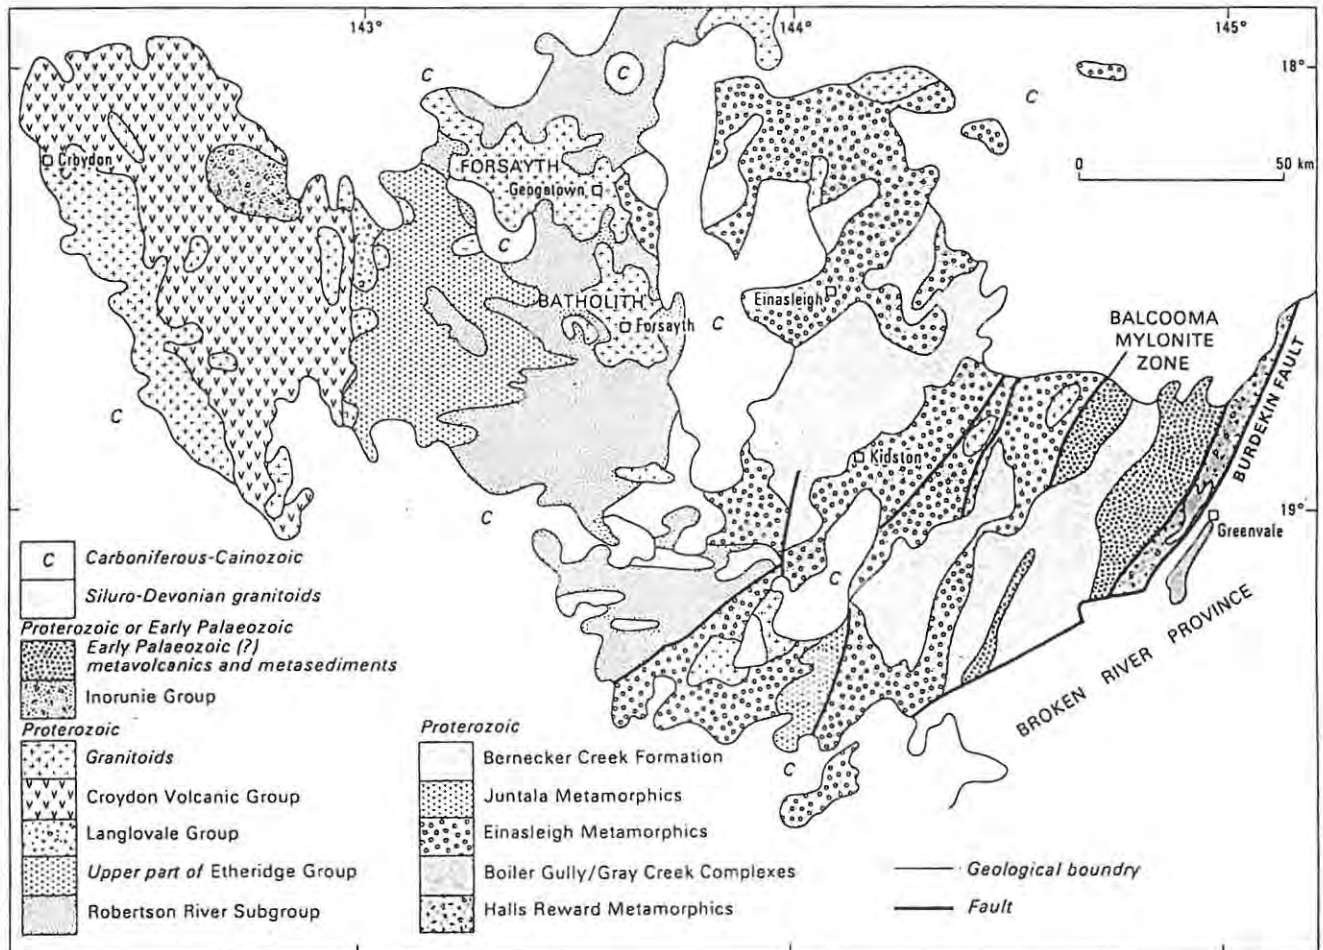 143°
144°
145°
18°
C
C
C
Croydon
FORSAYTH
Geogetown
0 50 km
C
BATHOLITH
Forsayth
C
Einasleigh
BALCOOMA
MYLONITE
ZONE
BURDEKIN FAULT
C
Kidston
19°
Greenvale
C
C
BROKEN RIVER PROVINCE
C
C Carboniferous-Cainozoic
Siluro-Devonian granitoids
Proterozoic or Early Palaeozoic
Early Palaeozoic (?)
metavolcanics and metasediments
Inorunie Group
Proterozoic
Granitoids
Croydon Volcanic Group
Langlovale Group
Upper part of Etheridge Group
Robertson River Subgroup
Proterozoic
Bernecker Creek Formation
Juntala Metamorphics
Einasleigh Metamorphics
Boiler Gully/Gray Creek Complexes
Halls Reward Metamorphics
Geological boundry
Fault